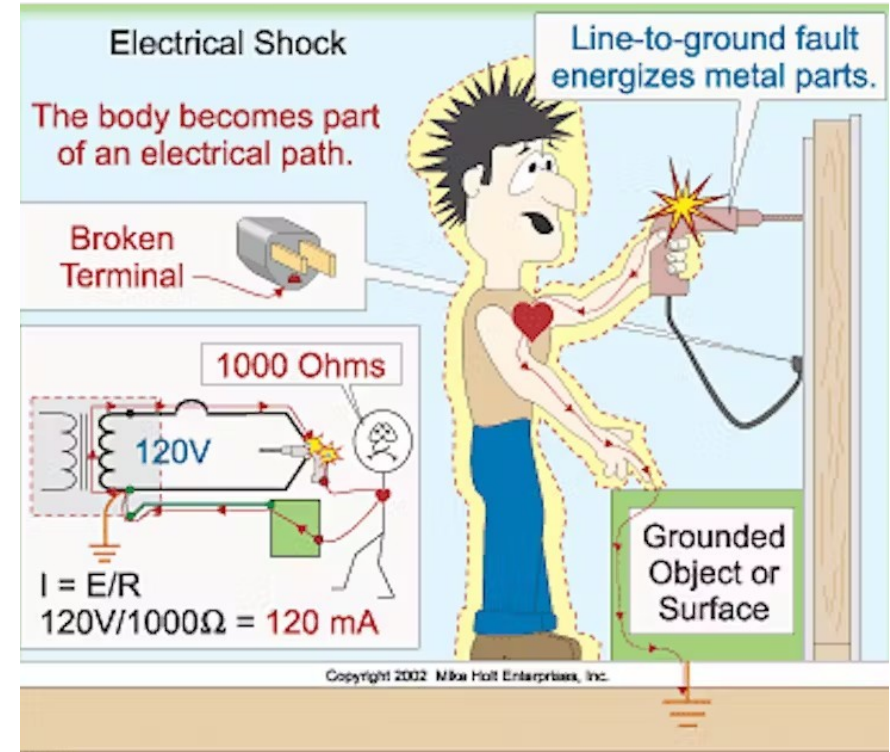 Electrical Shock
Line-to-ground fault
energizes metal parts.
The body becomes part
of an electrical path.
Broken
Terminal
1000 Ohms
120V
I = E/R
120V/1000Ω = 120 mA
Grounded
Object or
Surface
Copyright 2002 Mike Holt Enterprises, Inc.